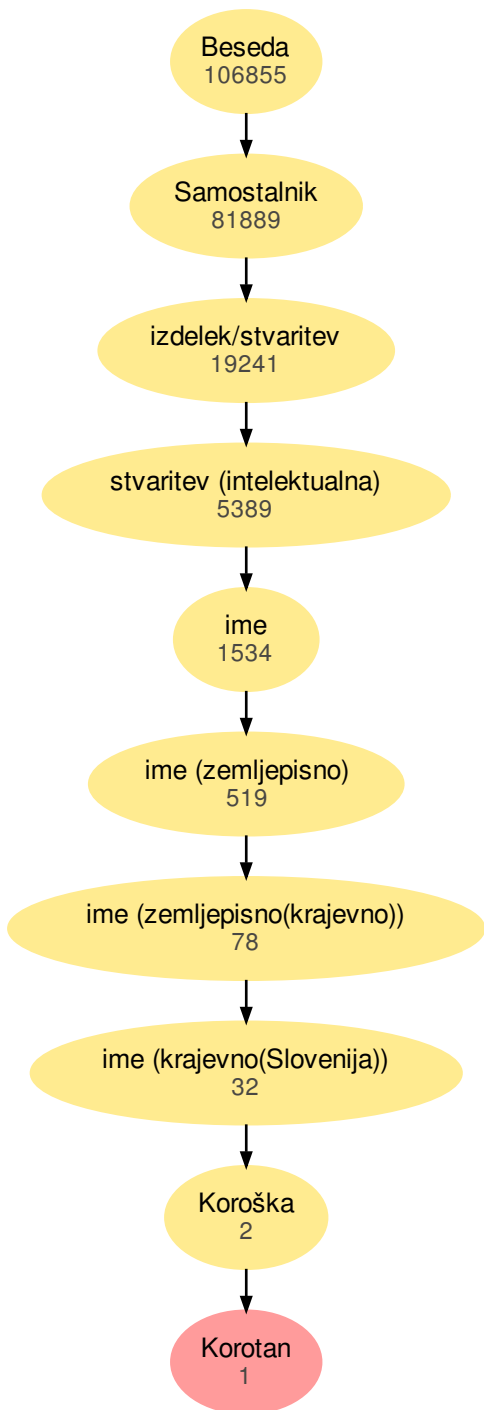 Beseda
106855
Samostalnik
81889
izdelek/stvaritev
19241
stvaritev (intelektualna)
5389
ime
1534
ime (zemljepisno)
519
ime (zemljepisno(krajevno))
78
ime (krajevno(Slovenija))
32
Koroška
2
Korotan
1